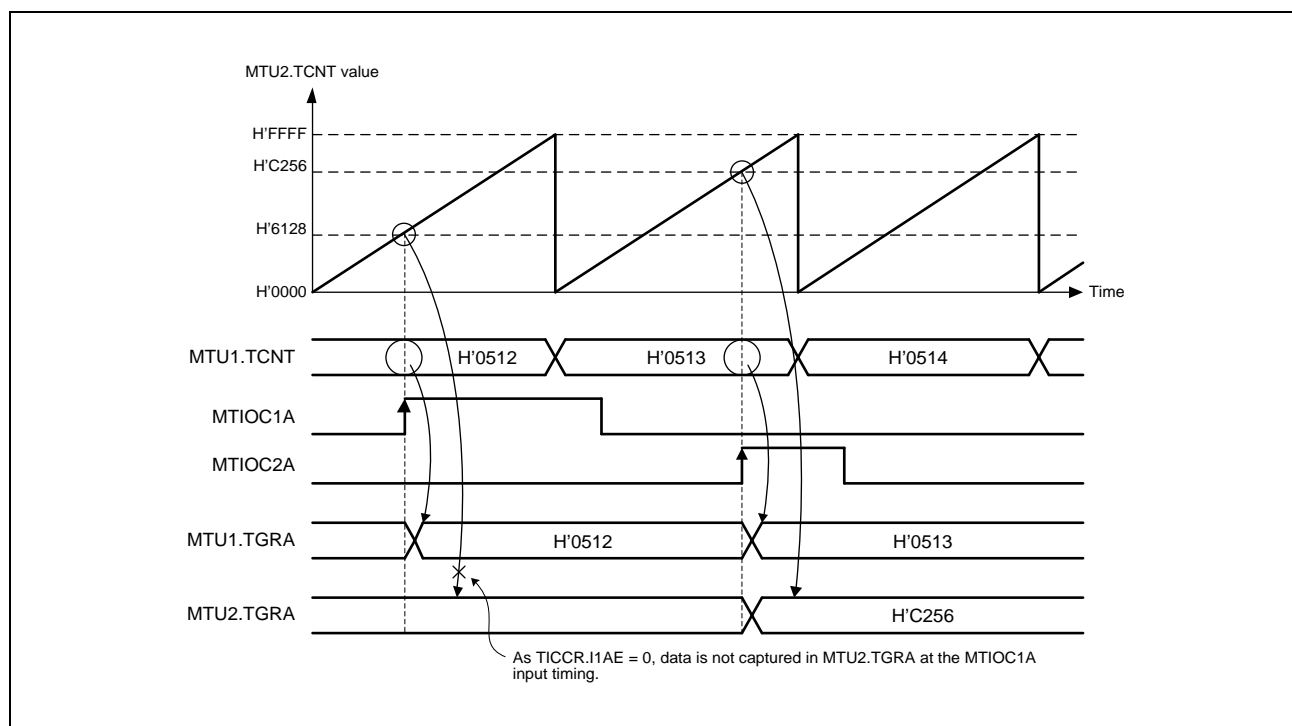 MTU2.TCNT value
H'FFFF
H'C256
H'6128
H'0000
Time
MTU1.TCNT
H'0512
H'0513
H'0514
MTIOC1A
MTIOC2A
MTU1.TGRA
H'0512
H'0513
MTU2.TGRA
H'C256
As TICCR.I1AE = 0, data is not captured in MTU2.TGRA at the MTIOC1A
input timing.